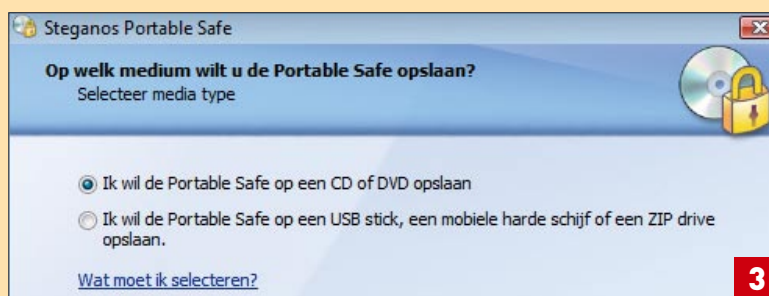 Steganos Portable Safe
Op welk medium wilt u de Portable Safe opslaan?
Selecteer media type
Ik wil de Portable Safe op een CD of DVD opslaan
Ik wil de Portable Safe op een USB stick, een mobiele harde schijf of een ZIP drive
opslaan.
Wat moet ik selecteren?
3